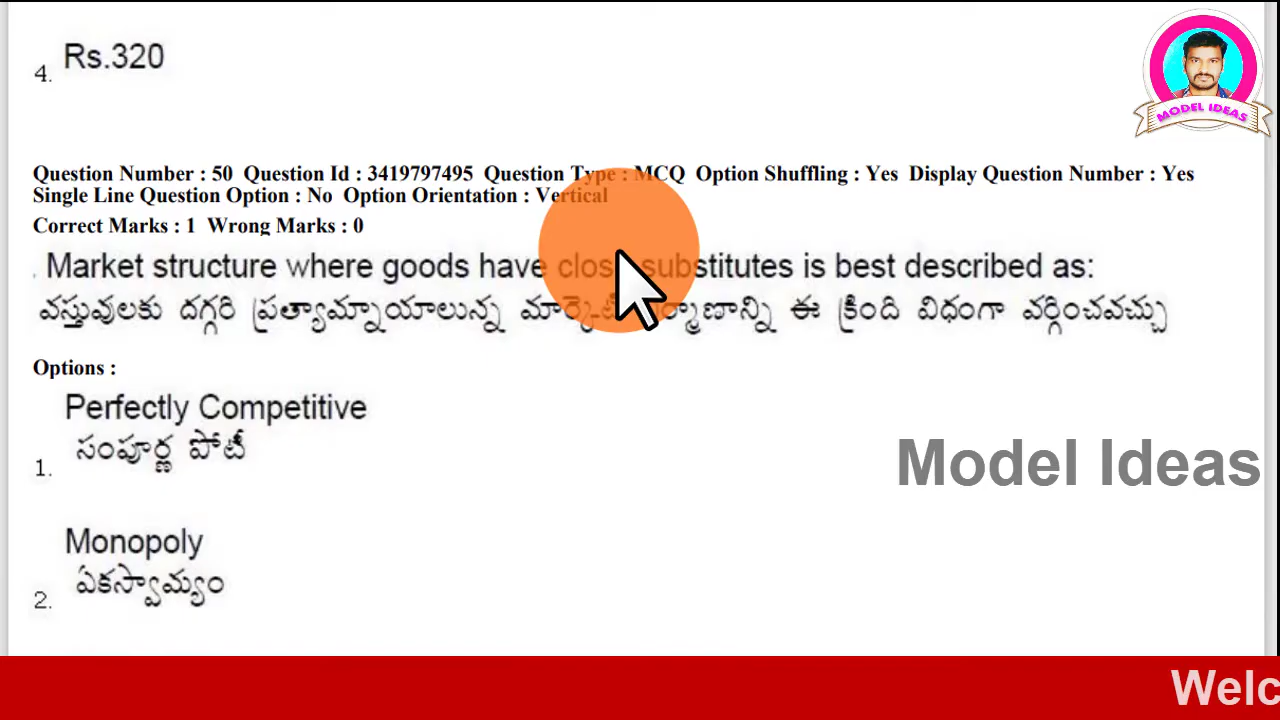 Rs.320
4.
MODEL IDEAS
Question Number : 50 Question Id : 3419797495 Question Type : MCQ Option Shuffling : Yes Display Question Number : Yes
Single Line Question Option : No Option Orientation : Vertical
Correct Marks : 1 Wrong Marks : 0
Market structure where goods have close substitutes is best described as:
వస్తువులకు దగ్గరి ప్రత్యామ్నాయాలున్న మార్కెట్ నిర్మాణాన్ని ఈ క్రింది విధంగా వర్గించవచ్చు
Options :
Perfectly Competitive
సంపూర్ణ పోటీ
1.
Model Ideas
Monopoly
ఏకస్వామ్యం
2.
Welc